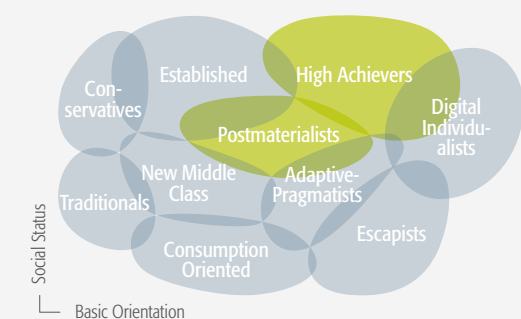 Established
High Achievers
Con-
servatives
Digital
Individu-
alists
Postmaterialists
New Middle
Class
Adaptive-
Pragmatists
Traditionals
Escapists
Consumption
Oriented
Social Status
Basic Orientation